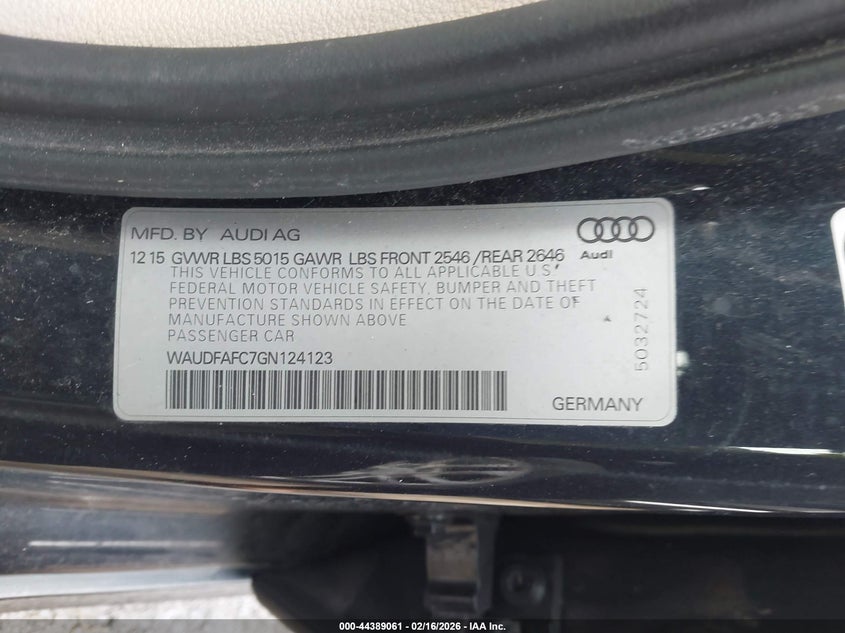 MFD. BY AUDI AG
Audi
12 15 GVWR LBS 5015 GAWR LBS FRONT 2546 /REAR 2646
THIS VEHICLE CONFORMS TO ALL APPLICABLE U.S.
FEDERAL MOTOR VEHICLE SAFETY, BUMPER AND THEFT
PREVENTION STANDARDS IN EFFECT ON THE DATE OF
MANUFACTURE SHOWN ABOVE
PASSENGER CAR
WAUDFAFC7GN124123
5032724
GERMANY
000-44389061 - 02/16/2026 - IAA Inc.